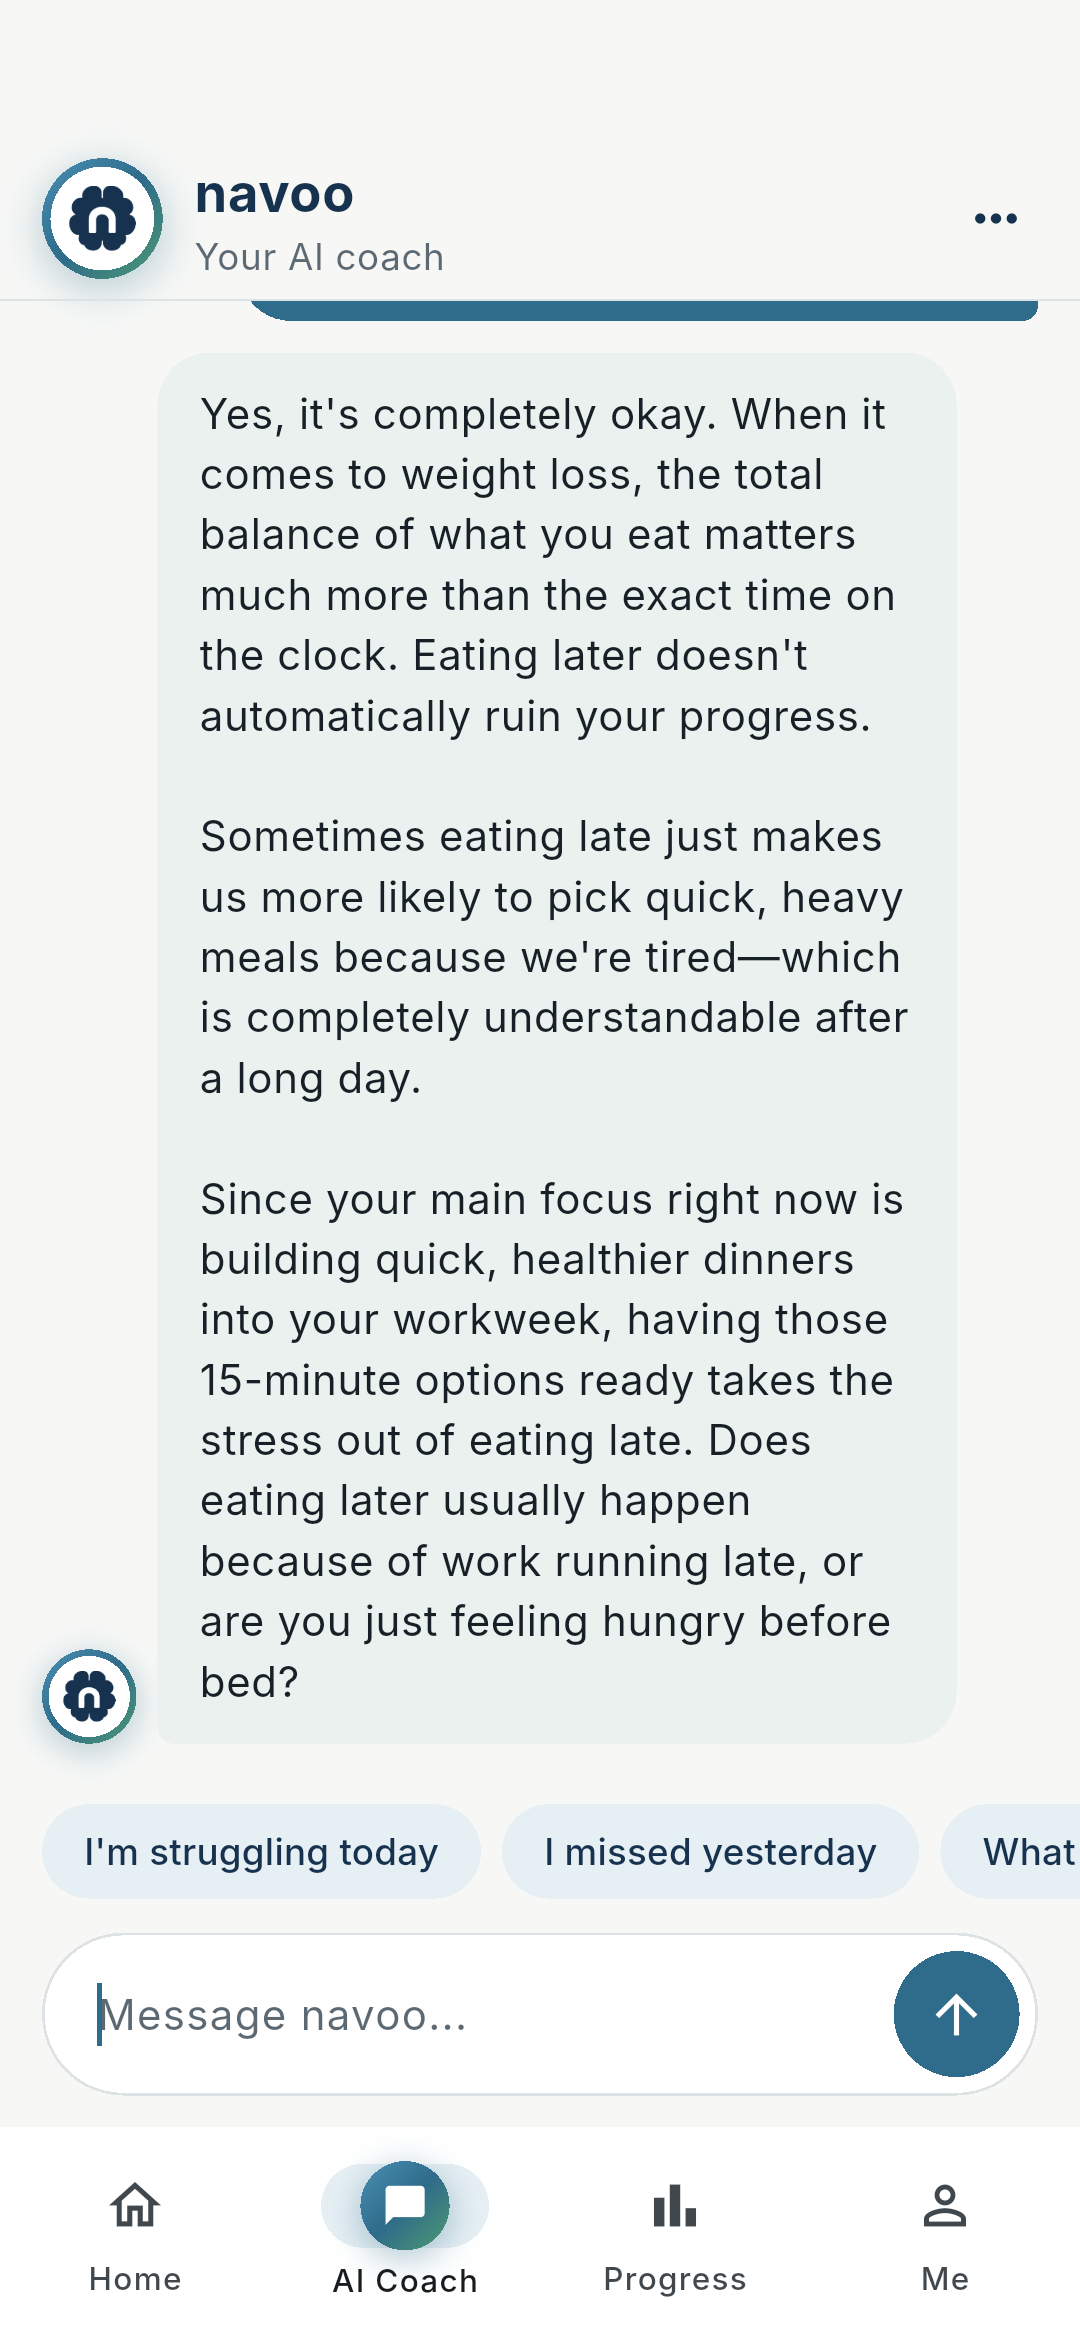 navoo
Your AI coach
Yes, it's completely okay. When it
comes to weight loss, the total
balance of what you eat matters
much more than the exact time on
the clock. Eating later doesn't
automatically ruin your progress.
Sometimes eating late just makes
us more likely to pick quick, heavy
meals because we're tired—which
is completely understandable after
a long day.
Since your main focus right now is
building quick, healthier dinners
into your workweek, having those
15-minute options ready takes the
stress out of eating late. Does
eating later usually happen
because of work running late, or
are you just feeling hungry before
bed?
I'm struggling today
I missed yesterday
What
Message navoo...
Home
AI Coach
Progress
Me